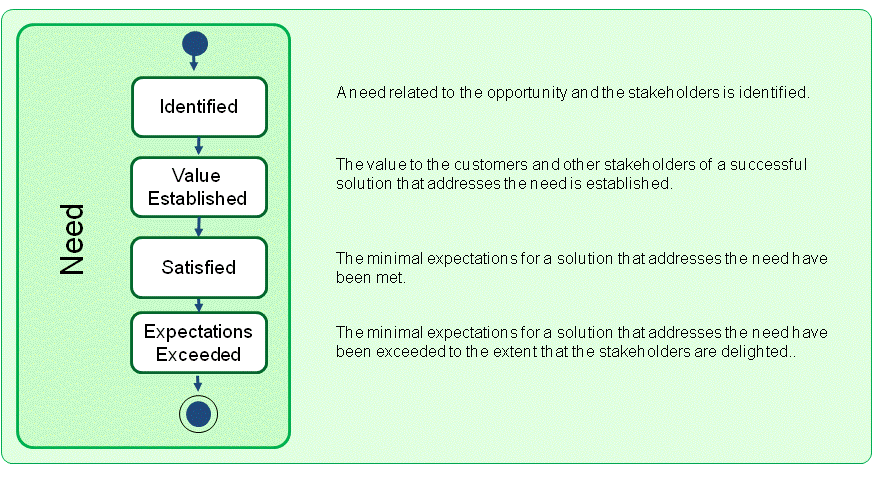 Need
Identified
A need related to the opportunity and the stakeholders is identified.
Value
Established
The value to the customers and other stakeholders of a successful
solution that addresses the need is established.
Satisfied
The minimal expectations for a solution that addresses the need have
been met.
Expectations
Exceeded
The minimal expectations for a solution that addresses the need have
been exceeded to the extent that the stakeholders are delighted..